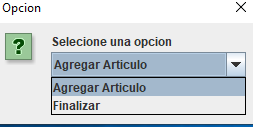 Opcion
Selecione una opcion
Agregar Articulo
Agregar Articulo
Finalizar